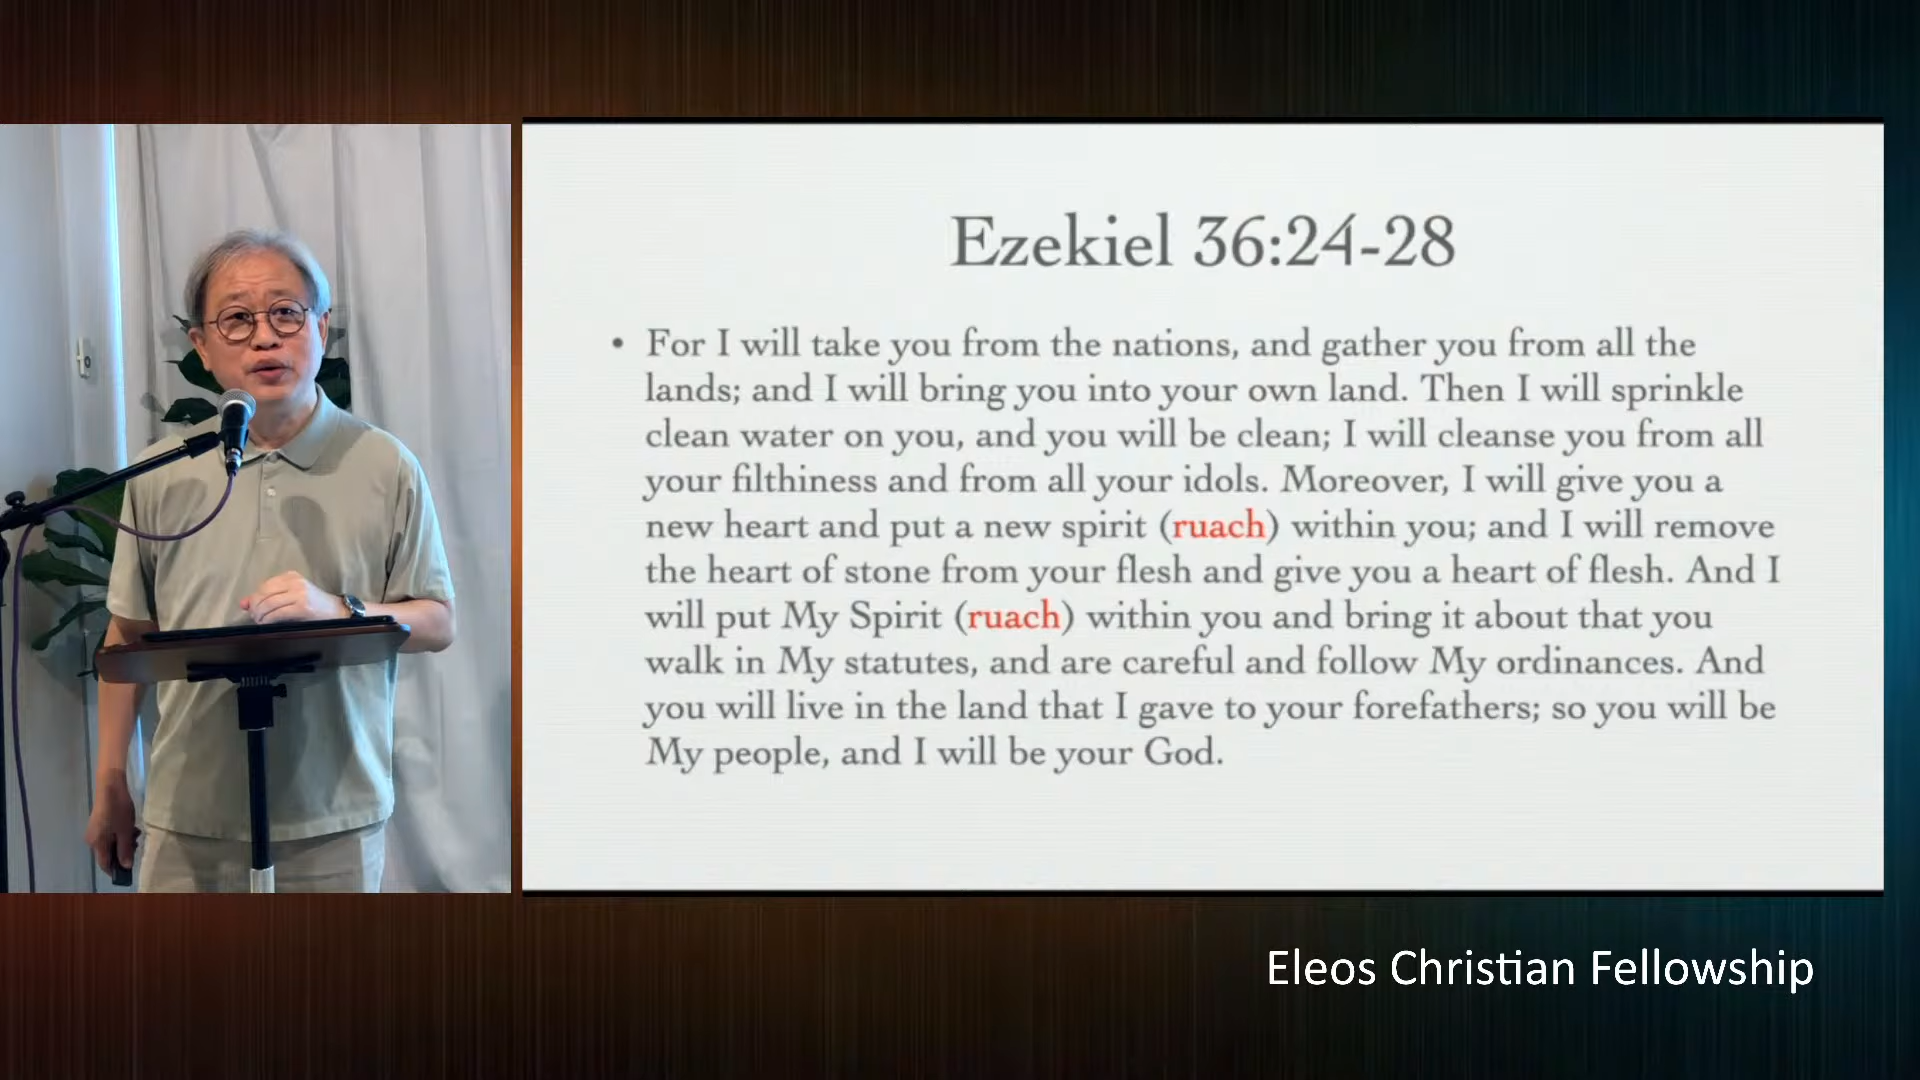 Ezekiel 36:24-28
• For I will take you from the nations, and gather you from all the
lands; and I will bring you into your own land. Then I will sprinkle
clean water on you, and you will be clean; I will cleanse you from all
your filthiness and from all your idols. Moreover, I will give you a
new heart and put a new spirit (ruach) within you; and I will remove
the heart of stone from your flesh and give you a heart of flesh. And I
will put My Spirit (ruach) within you and bring it about that you
walk in My statutes, and are careful and follow My ordinances. And
you will live in the land that I gave to your forefathers; so you will be
My people, and I will be your God.
Eleos Christian Fellowship